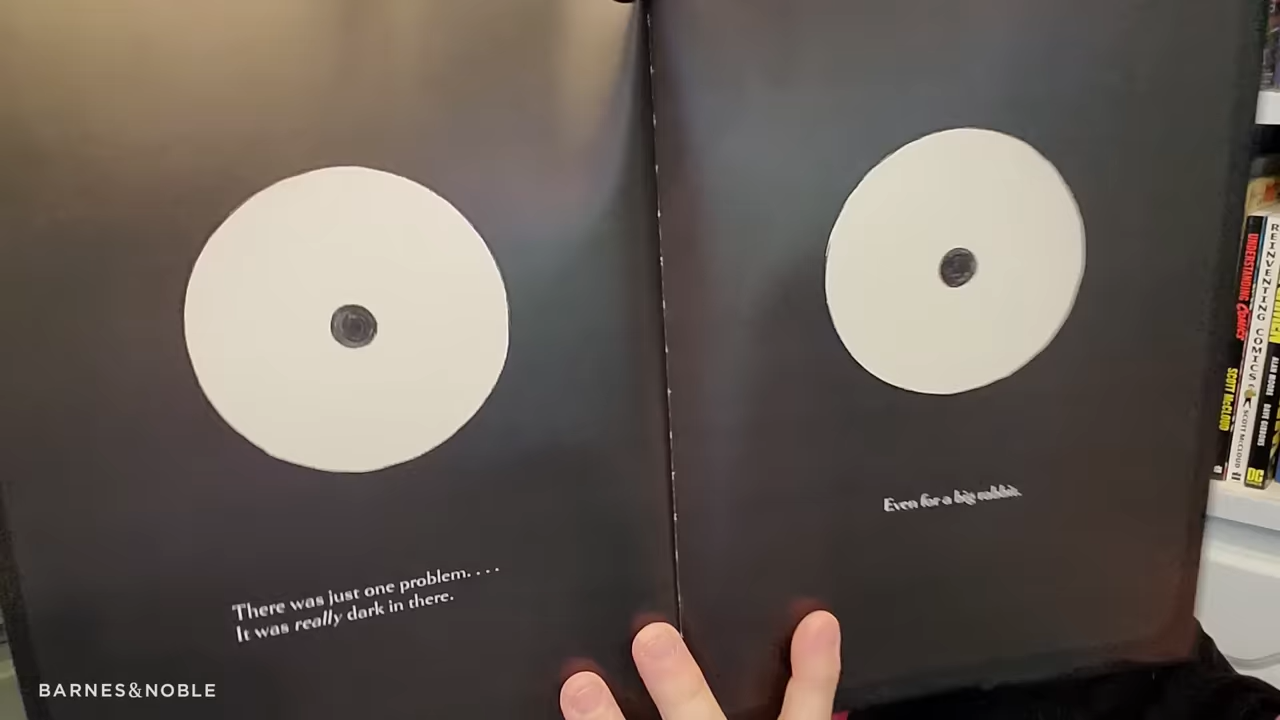 There was just one problem. . . .
It was really dark in there.
Even for a big rabbit.
BARNES&NOBLE
UNDERSTANDING COMICS
SCOTT McCLOUD
REINVENTING COMICS
SCOTT McCLOUD
ALAN MOORE
DAVE GIBBONS
DC